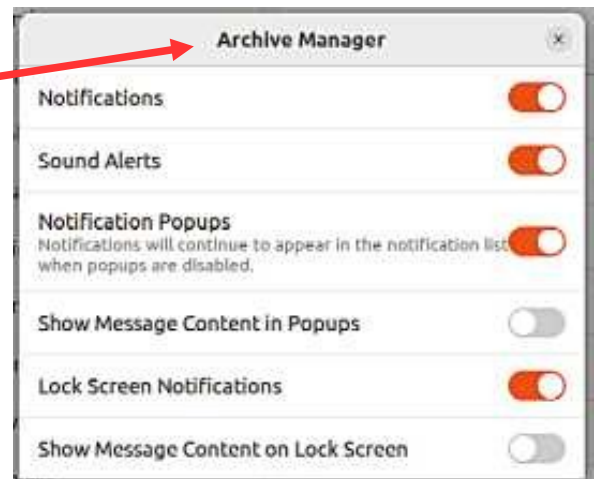 Archive Manager
Notifications
Sound Alerts
Notification Popups
Notifications will continue to appear in the notification list
when popups are disabled.
Show Message Content in Popups
Lock Screen Notifications
Show Message Content on Lock Screen